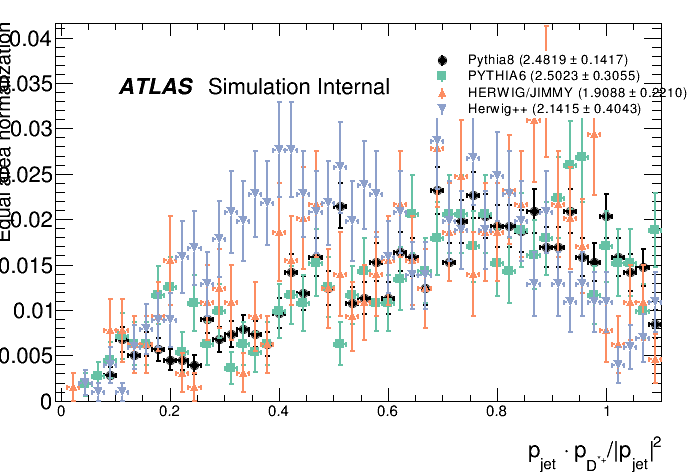 Equal area normalization
0.04
0.035
0.03
0.025
0.02
0.015
0.01
0.005
0
ATLAS Simulation Internal
Pythia8 (2.4819 ± 0.1417)
PYTHIA6 (2.5023 ± 0.3055)
HERWIG/JIMMY (1.9088 ± 0.2210)
Herwig++ (2.1415 ± 0.4043)
0 0.2 0.4 0.6 0.8 1
p_jet · p_D*+/|p_jet|²